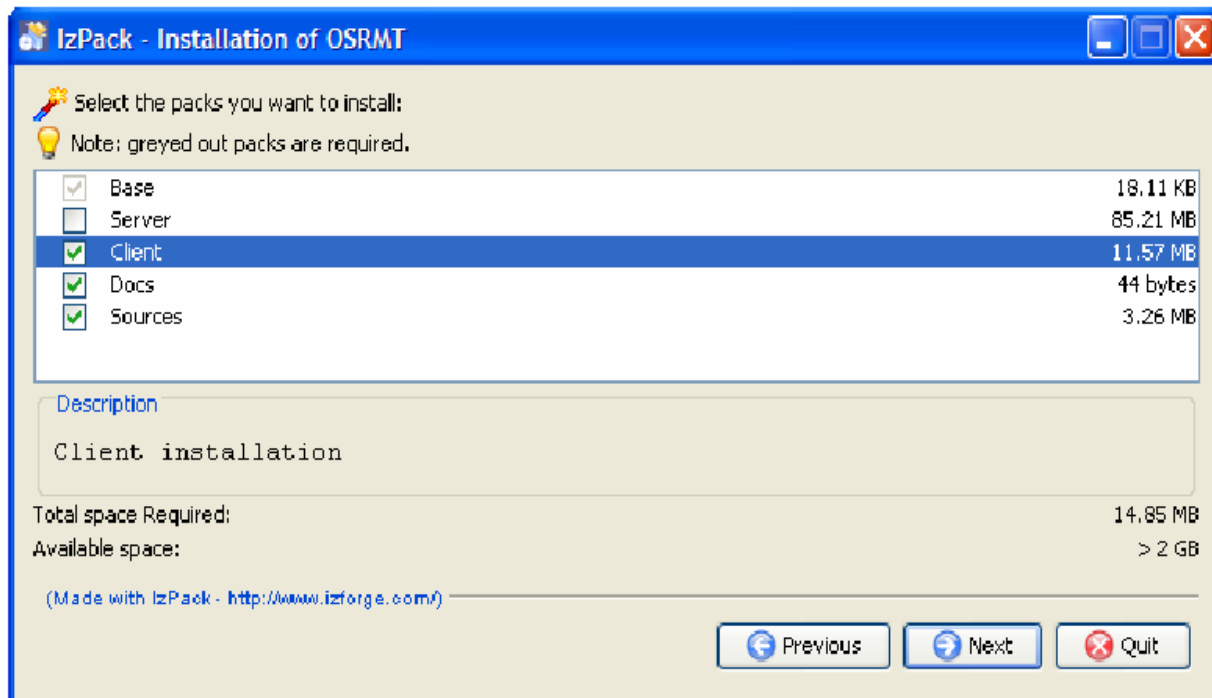 IzPack - Installation of OSRMT
Select the packs you want to install:
Note: greyed out packs are required.
Base 18.11 KB
Server 85.21 MB
Client 11.57 MB
Docs 44 bytes
Sources 3.26 MB
Description
Client installation
Total space Required: 14.85 MB
Available space: > 2 GB
(Made with IzPack - http://www.izforge.com/)
Previous Next Quit